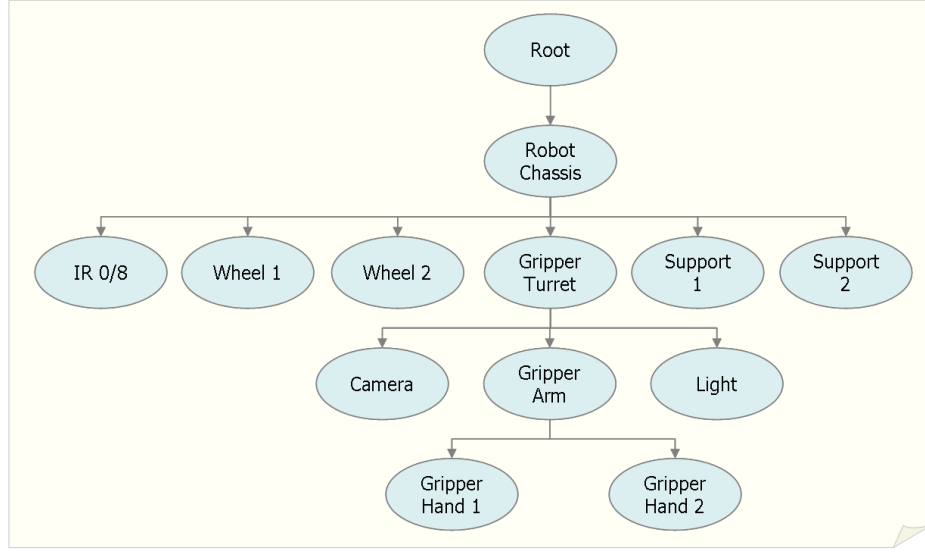 Root
Robot
Chassis
IR 0/8
Wheel 1
Wheel 2
Gripper
Turret
Support
1
Support
2
Camera
Gripper
Arm
Light
Gripper
Hand 1
Gripper
Hand 2